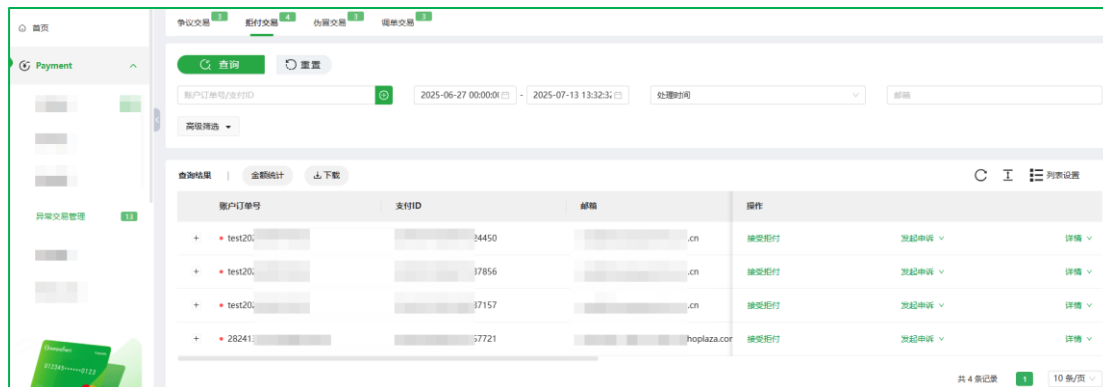 首页
争议交易 3 拒付交易 4 伪冒交易 3 调单交易 3
Payment
查询 重置
账户订单号/支付ID 2025-06-27 00:00:0 - 2025-07-13 13:32:3 处理时间 邮箱
高级筛选
查询结果 | 金额统计 下载 列表设置
账户订单号 支付ID 邮箱 操作
异常交易管理 13
+ test202 24450 .cn 接受拒付 发起申诉 详情
+ test202 37856 .cn 接受拒付 发起申诉 详情
+ test202 37157 .cn 接受拒付 发起申诉 详情
+ 28241 57721 hoplaza.cor 接受拒付 发起申诉 详情
共 4 条记录 1 10 条/页